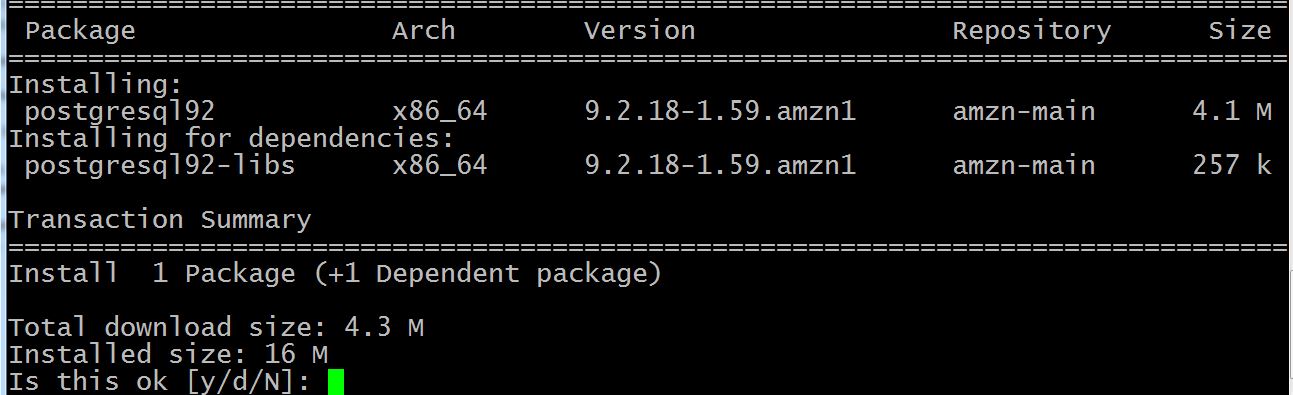 ================================================================================
 Package                Arch            Version                Repository      Size
================================================================================
Installing:
 postgresql92           x86_64          9.2.18-1.59.amzn1      amzn-main      4.1 M
Installing for dependencies:
 postgresql92-libs      x86_64          9.2.18-1.59.amzn1      amzn-main      257 k
Transaction Summary
================================================================================
Install  1 Package (+1 Dependent package)
Total download size: 4.3 M
Installed size: 16 M
Is this ok [y/d/N]: